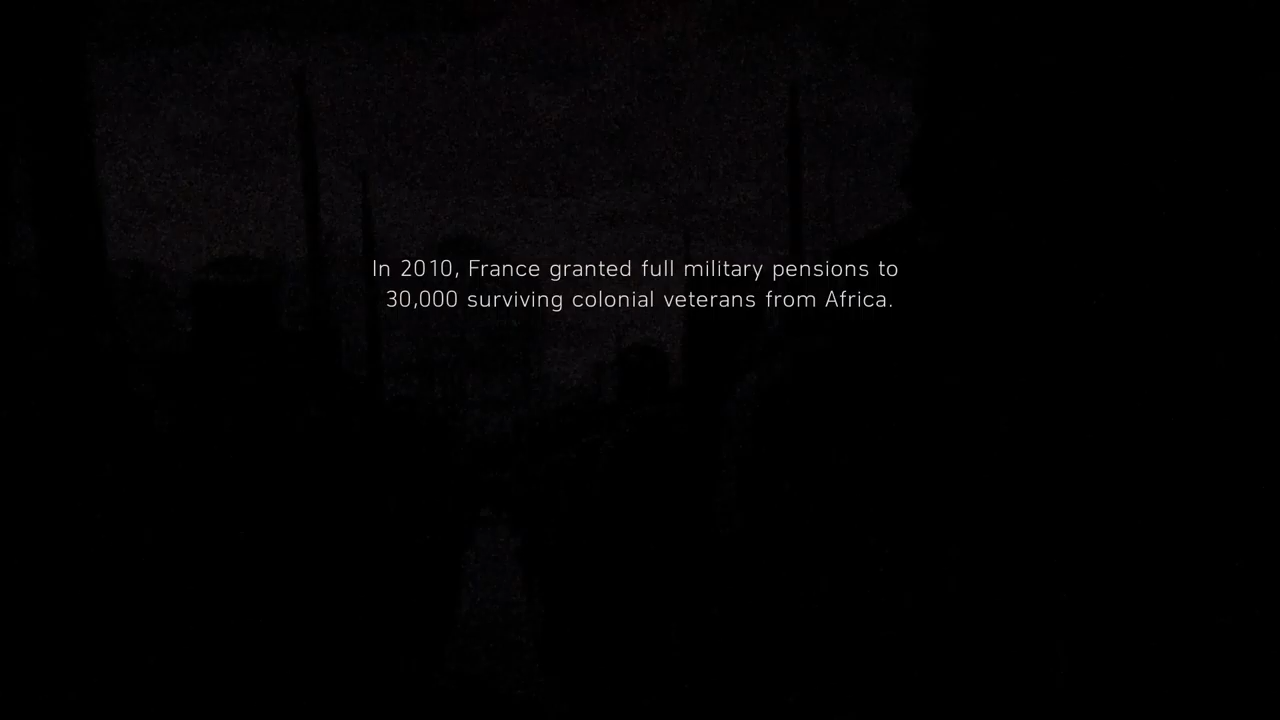 In 2010, France granted full military pensions to
30,000 surviving colonial veterans from Africa.